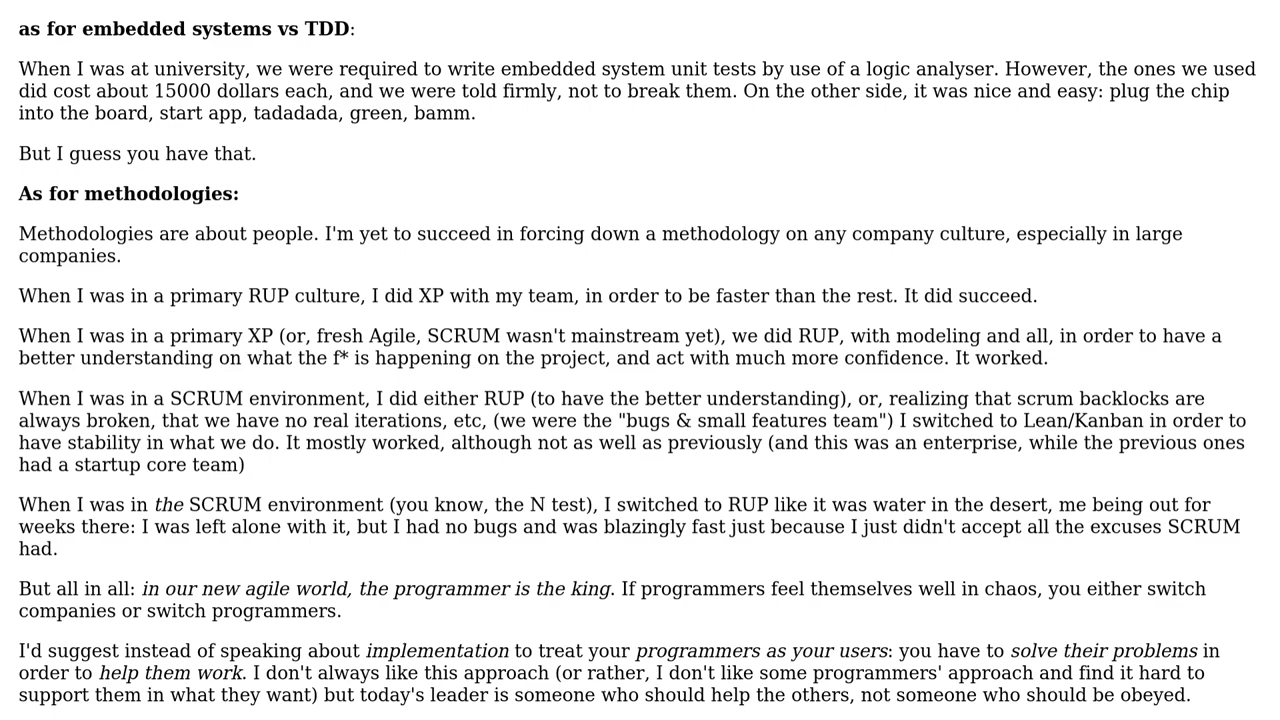 as for embedded systems vs TDD:
When I was at university, we were required to write embedded system unit tests by use of a logic analyser. However, the ones we used
did cost about 15000 dollars each, and we were told firmly, not to break them. On the other side, it was nice and easy: plug the chip
into the board, start app, tadadada, green, bamm.
But I guess you have that.
As for methodologies:
Methodologies are about people. I'm yet to succeed in forcing down a methodology on any company culture, especially in large
companies.
When I was in a primary RUP culture, I did XP with my team, in order to be faster than the rest. It did succeed.
When I was in a primary XP (or, fresh Agile, SCRUM wasn't mainstream yet), we did RUP, with modeling and all, in order to have a
better understanding on what the f* is happening on the project, and act with much more confidence. It worked.
When I was in a SCRUM environment, I did either RUP (to have the better understanding), or, realizing that scrum backlocks are
always broken, that we have no real iterations, etc, (we were the "bugs & small features team") I switched to Lean/Kanban in order to
have stability in what we do. It mostly worked, although not as well as previously (and this was an enterprise, while the previous ones
had a startup core team)
When I was in the SCRUM environment (you know, the N test), I switched to RUP like it was water in the desert, me being out for
weeks there: I was left alone with it, but I had no bugs and was blazingly fast just because I just didn't accept all the excuses SCRUM
had.
But all in all: in our new agile world, the programmer is the king. If programmers feel themselves well in chaos, you either switch
companies or switch programmers.
I'd suggest instead of speaking about implementation to treat your programmers as your users: you have to solve their problems in
order to help them work. I don't always like this approach (or rather, I don't like some programmers' approach and find it hard to
support them in what they want) but today's leader is someone who should help the others, not someone who should be obeyed.